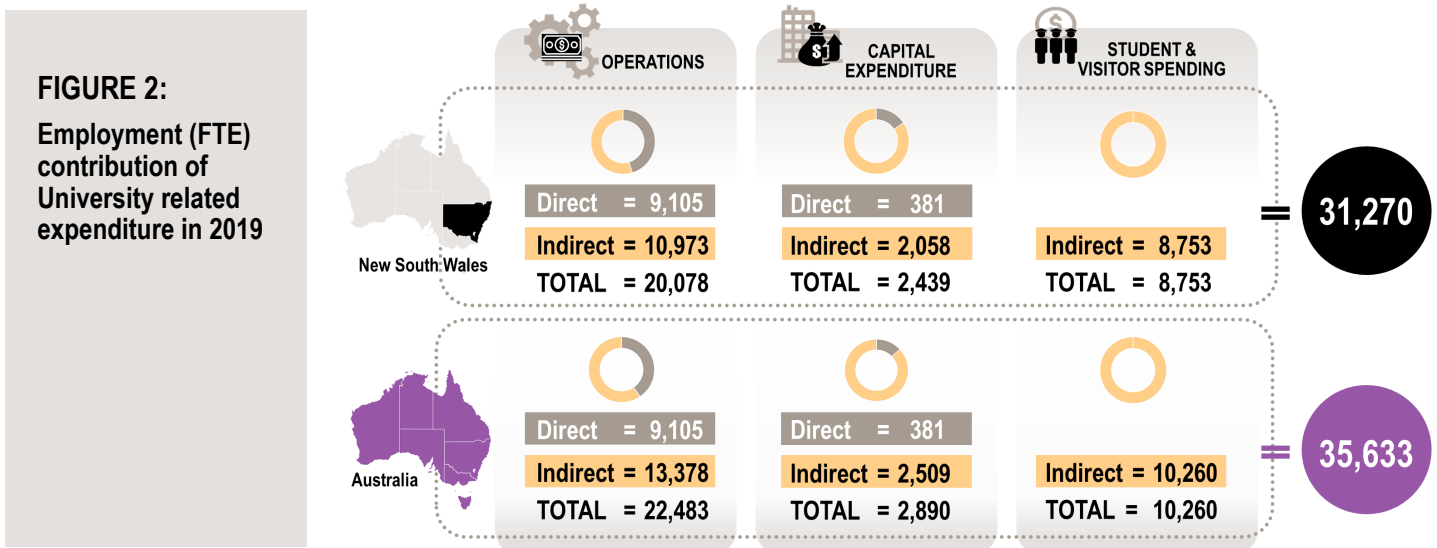 FIGURE 2:
Employment (FTE)
contribution of
University related
expenditure in 2019
OPERATIONS
CAPITAL
EXPENDITURE
STUDENT &
VISITOR SPENDING
New South Wales
Direct = 9,105
Indirect = 10,973
TOTAL = 20,078
Direct = 381
Indirect = 2,058
TOTAL = 2,439
Indirect = 8,753
TOTAL = 8,753
= 31,270
Australia
Direct = 9,105
Indirect = 13,378
TOTAL = 22,483
Direct = 381
Indirect = 2,509
TOTAL = 2,890
Indirect = 10,260
TOTAL = 10,260
= 35,633